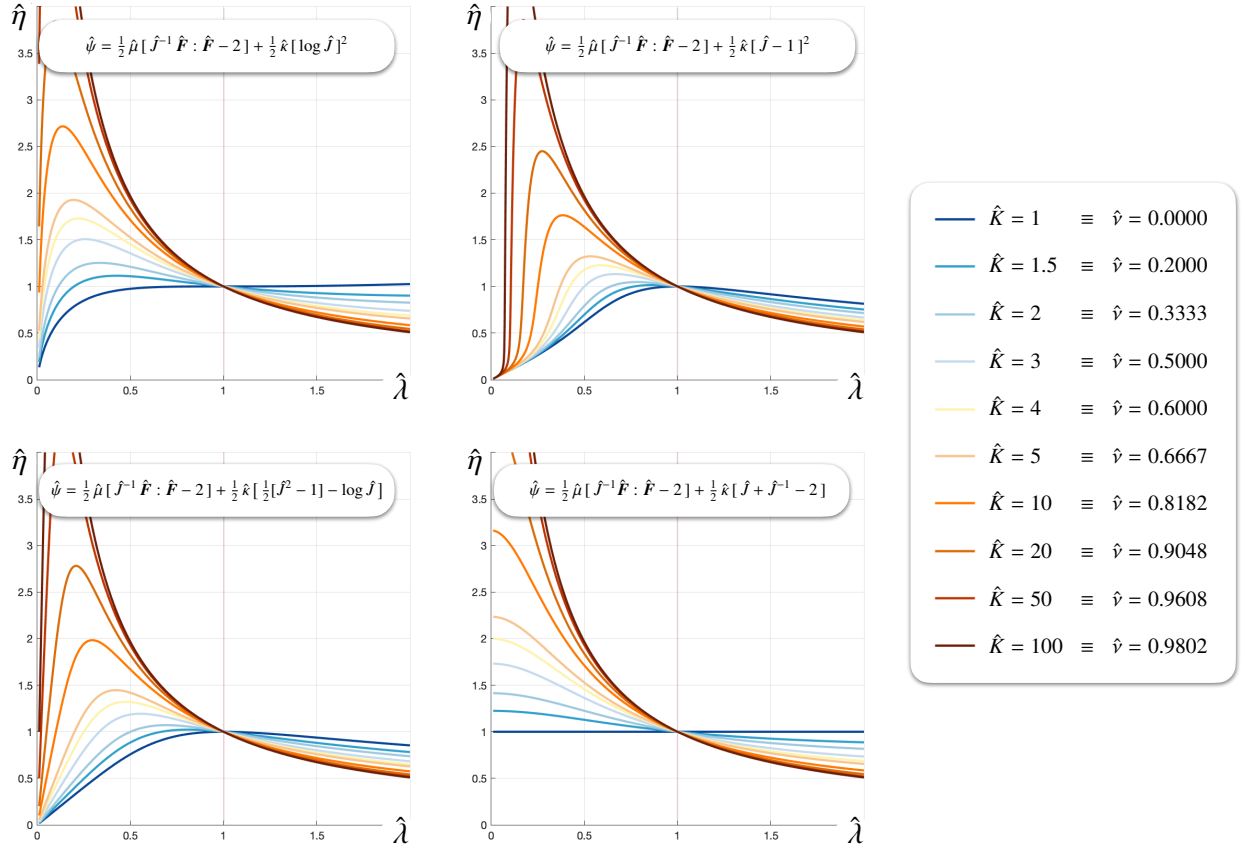 η̂
ψ̂ = ½ μ̂ [ Ĵ⁻¹ F̂ : F̂ − 2 ] + ½ κ̂ [ log Ĵ ]²
3.5
3
2.5
2
1.5
1
0.5
0
0 0.5 1 1.5 λ̂
η̂
ψ̂ = ½ μ̂ [ Ĵ⁻¹ F̂ : F̂ − 2 ] + ½ κ̂ [ Ĵ − 1 ]²
3.5
3
2.5
2
1.5
1
0.5
0
0 0.5 1 1.5 λ̂
η̂
ψ̂ = ½ μ̂ [ Ĵ⁻¹ F̂ : F̂ − 2 ] + ½ κ̂ [ ½[Ĵ² − 1] − log Ĵ ]
3.5
3
2.5
2
1.5
1
0.5
0
0 0.5 1 1.5 λ̂
η̂
ψ̂ = ½ μ̂ [ Ĵ⁻¹ F̂ : F̂ − 2 ] + ½ κ̂ [ Ĵ + Ĵ⁻¹ − 2 ]
3.5
3
2.5
2
1.5
1
0.5
0
0 0.5 1 1.5 λ̂
K̂ = 1 ≡ ν̂ = 0.0000
K̂ = 1.5 ≡ ν̂ = 0.2000
K̂ = 2 ≡ ν̂ = 0.3333
K̂ = 3 ≡ ν̂ = 0.5000
K̂ = 4 ≡ ν̂ = 0.6000
K̂ = 5 ≡ ν̂ = 0.6667
K̂ = 10 ≡ ν̂ = 0.8182
K̂ = 20 ≡ ν̂ = 0.9048
K̂ = 50 ≡ ν̂ = 0.9608
K̂ = 100 ≡ ν̂ = 0.9802